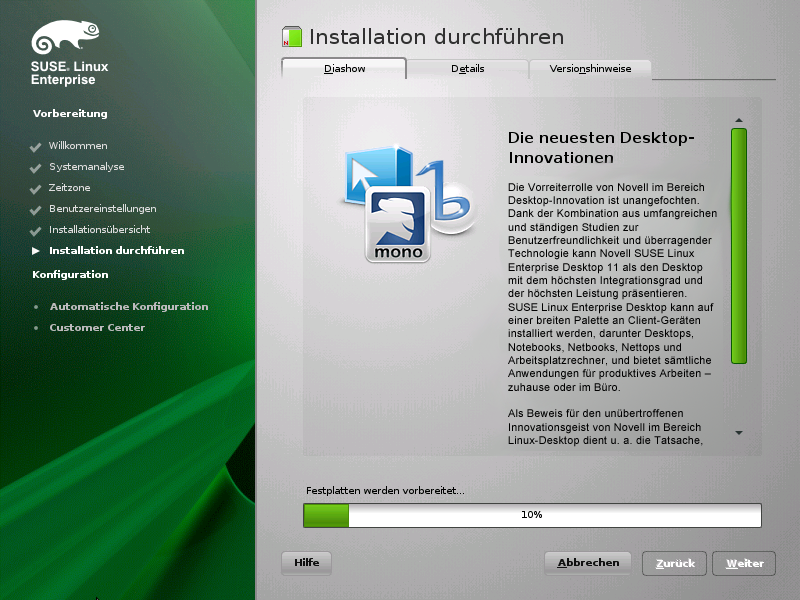 SUSE® Linux
Enterprise
Vorbereitung
Willkommen
Systemanalyse
Zeitzone
Benutzereinstellungen
Installationsübersicht
Installation durchführen
Konfiguration
Automatische Konfiguration
Customer Center
Installation durchführen
Diashow
Details
Versionshinweise
mono
Die neuesten Desktop-
Innovationen
Die Vorreiterrolle von Novell im Bereich
Desktop-Innovation ist unangefochten.
Dank der Kombination aus umfangreichen
und ständigen Studien zur
Benutzerfreundlichkeit und überragender
Technologie kann Novell SUSE Linux
Enterprise Desktop 11 als den Desktop
mit dem höchsten Integrationsgrad und
der höchsten Leistung präsentieren.
SUSE Linux Enterprise Desktop kann auf
einer breiten Palette an Client-Geräten
installiert werden, darunter Desktops,
Notebooks, Netbooks, Nettops und
Arbeitsplatzrechner, und bietet sämtliche
Anwendungen für produktives Arbeiten –
zuhause oder im Büro.
Als Beweis für den unübertroffenen
Innovationsgeist von Novell im Bereich
Linux-Desktop dient u. a. die Tatsache,
Festplatten werden vorbereitet...
10%
Hilfe
Abbrechen
Zurück
Weiter